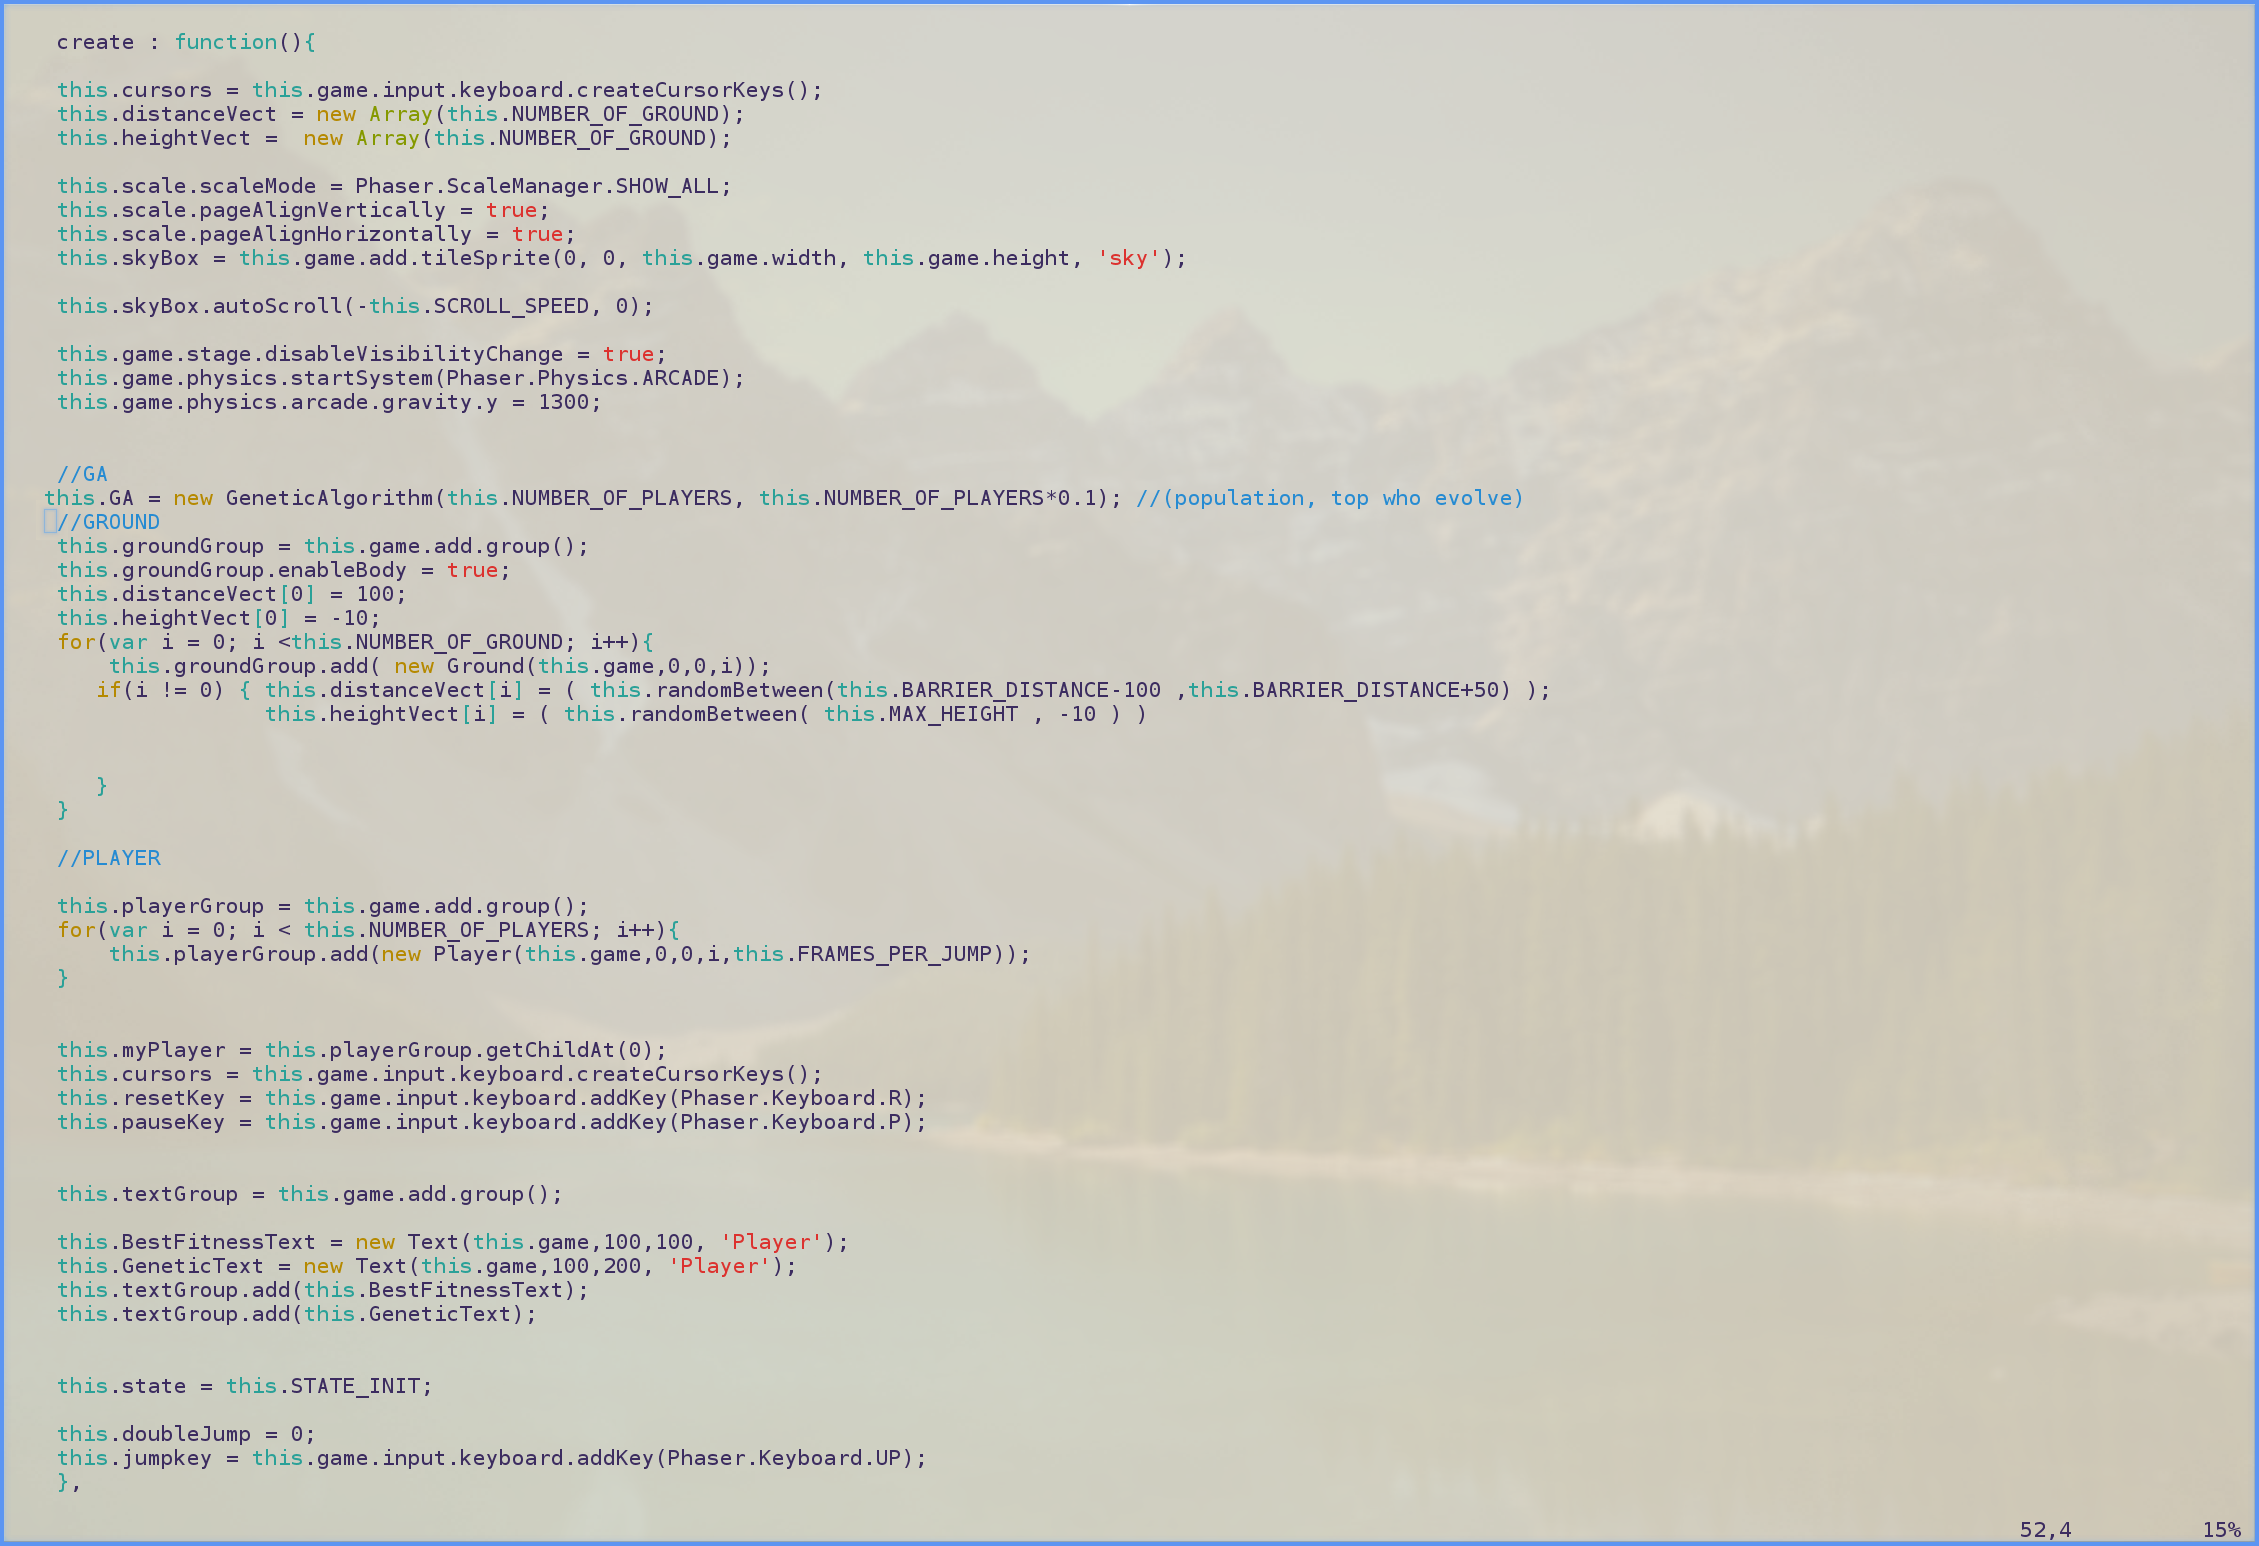 create : function(){
this.cursors = this.game.input.keyboard.createCursorKeys();
this.distanceVect = new Array(this.NUMBER_OF_GROUND);
this.heightVect =  new Array(this.NUMBER_OF_GROUND);
this.scale.scaleMode = Phaser.ScaleManager.SHOW_ALL;
this.scale.pageAlignVertically = true;
this.scale.pageAlignHorizontally = true;
this.skyBox = this.game.add.tileSprite(0, 0, this.game.width, this.game.height, 'sky');
this.skyBox.autoScroll(-this.SCROLL_SPEED, 0);
this.game.stage.disableVisibilityChange = true;
this.game.physics.startSystem(Phaser.Physics.ARCADE);
this.game.physics.arcade.gravity.y = 1300;
//GA
this.GA = new GeneticAlgorithm(this.NUMBER_OF_PLAYERS, this.NUMBER_OF_PLAYERS*0.1); //(population, top who evolve)
//GROUND
this.groundGroup = this.game.add.group();
this.groundGroup.enableBody = true;
this.distanceVect[0] = 100;
this.heightVect[0] = -10;
for(var i = 0; i <this.NUMBER_OF_GROUND; i++){
this.groundGroup.add( new Ground(this.game,0,0,i));
if(i != 0) { this.distanceVect[i] = ( this.randomBetween(this.BARRIER_DISTANCE-100 ,this.BARRIER_DISTANCE+50) );
this.heightVect[i] = ( this.randomBetween( this.MAX_HEIGHT , -10 ) )
}
}
//PLAYER
this.playerGroup = this.game.add.group();
for(var i = 0; i < this.NUMBER_OF_PLAYERS; i++){
this.playerGroup.add(new Player(this.game,0,0,i,this.FRAMES_PER_JUMP));
}
this.myPlayer = this.playerGroup.getChildAt(0);
this.cursors = this.game.input.keyboard.createCursorKeys();
this.resetKey = this.game.input.keyboard.addKey(Phaser.Keyboard.R);
this.pauseKey = this.game.input.keyboard.addKey(Phaser.Keyboard.P);
this.textGroup = this.game.add.group();
this.BestFitnessText = new Text(this.game,100,100, 'Player');
this.GeneticText = new Text(this.game,100,200, 'Player');
this.textGroup.add(this.BestFitnessText);
this.textGroup.add(this.GeneticText);
this.state = this.STATE_INIT;
this.doubleJump = 0;
this.jumpkey = this.game.input.keyboard.addKey(Phaser.Keyboard.UP);
},
52,4 15%